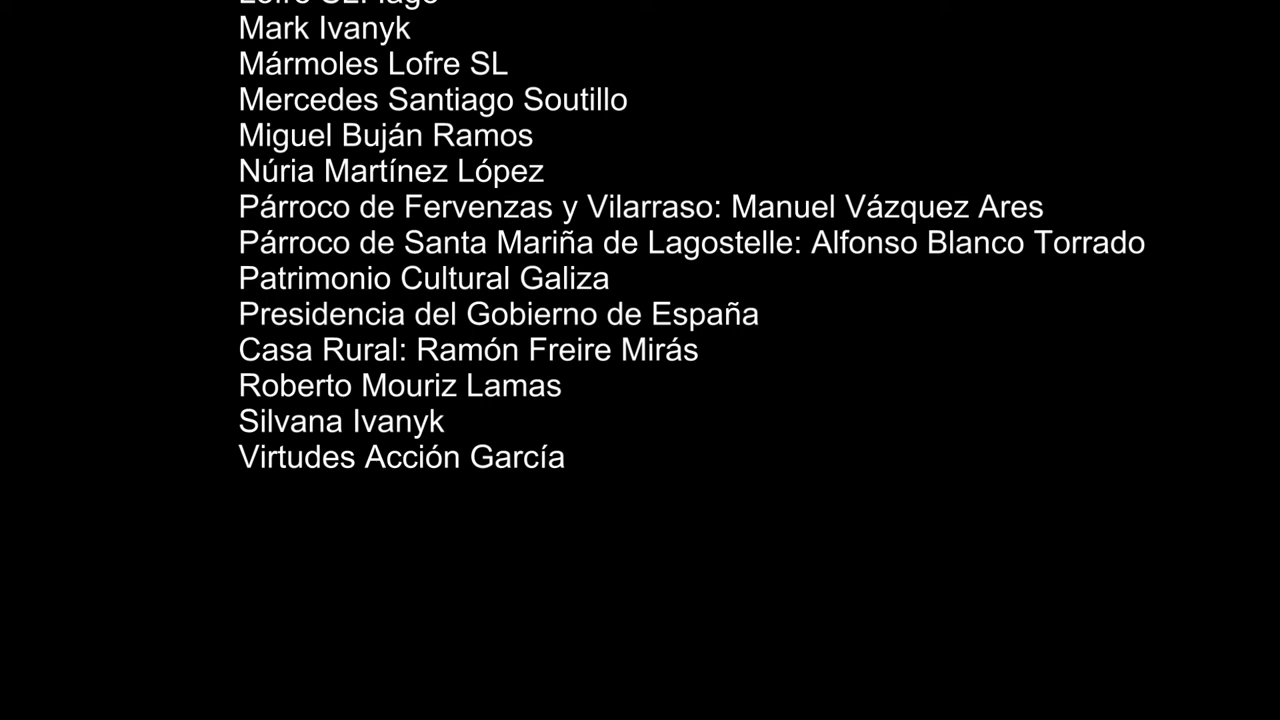 Mark Ivanyk
Mármoles Lofre SL
Mercedes Santiago Soutillo
Miguel Buján Ramos
Núria Martínez López
Párroco de Fervenzas y Vilarraso: Manuel Vázquez Ares
Párroco de Santa Mariña de Lagostelle: Alfonso Blanco Torrado
Patrimonio Cultural Galiza
Presidencia del Gobierno de España
Casa Rural: Ramón Freire Mirás
Roberto Mouriz Lamas
Silvana Ivanyk
Virtudes Acción García